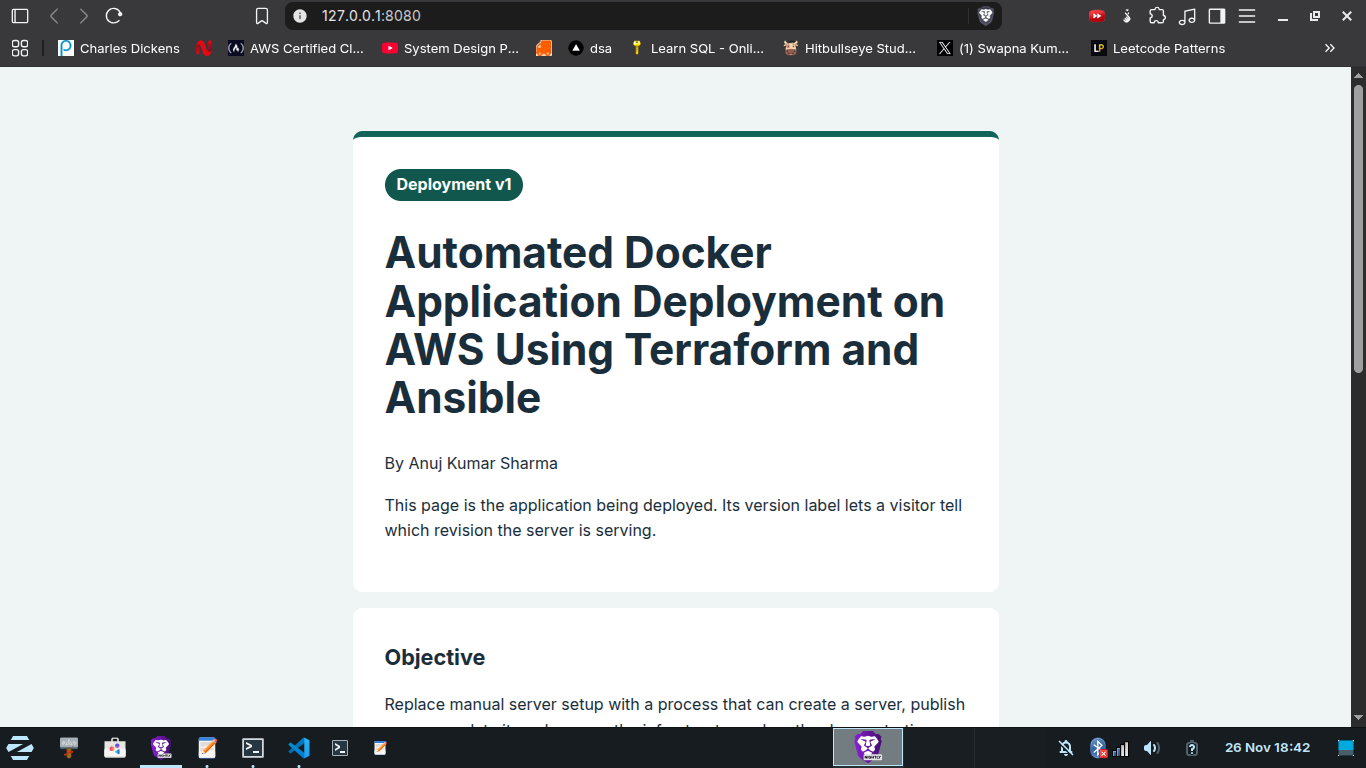 127.0.0.1:8080
Charles Dickens
AWS Certified Cl...
System Design P...
dsa
Learn SQL - Onli...
Hitbullseye Stud...
(1) Swapna Kum...
LP
Leetcode Patterns
Deployment v1
Automated Docker
Application Deployment on
AWS Using Terraform and
Ansible
By Anuj Kumar Sharma
This page is the application being deployed. Its version label lets a visitor tell
which revision the server is serving.
Objective
Replace manual server setup with a process that can create a server, publish
NIGHTLY
26 Nov 18:42